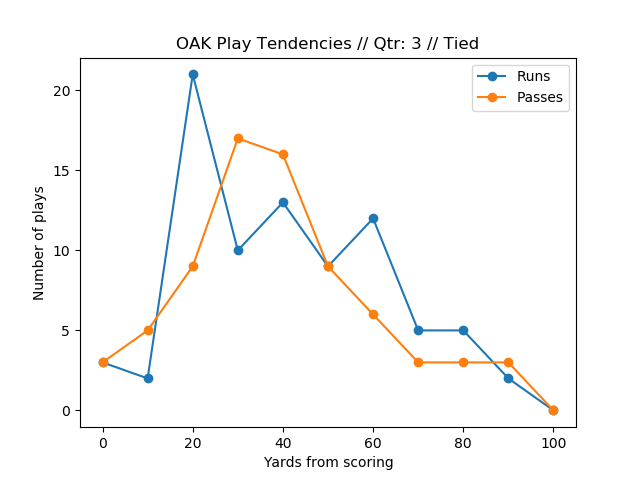 OAK Play Tendencies // Qtr: 3 // Tied
Runs
Passes
20
15
10
5
0
Number of plays
0 20 40 60 80 100
Yards from scoring